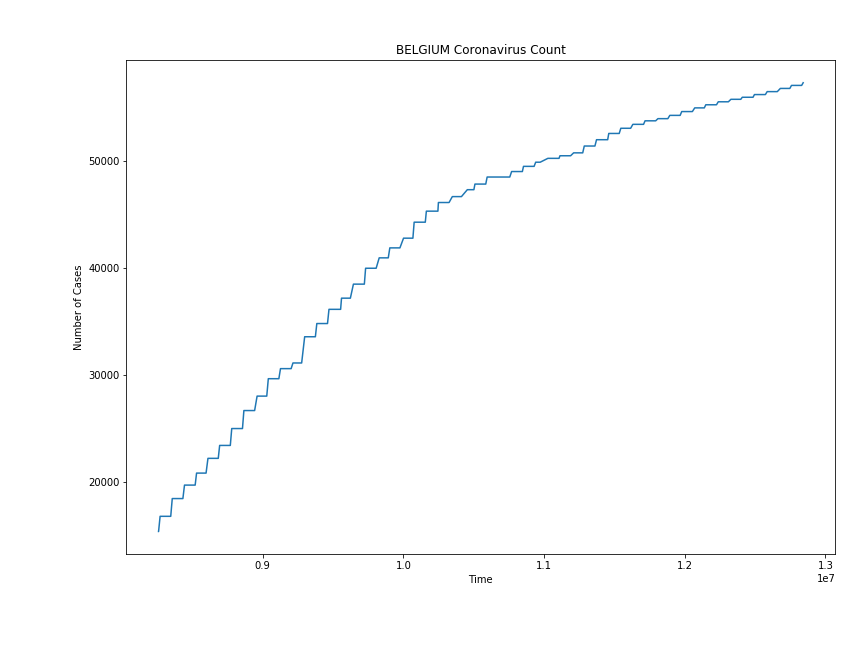 BELGIUM Coronavirus Count
Number of Cases
50000
40000
30000
20000
0.9 1.0 1.1 1.2 1.3
1e7
Time